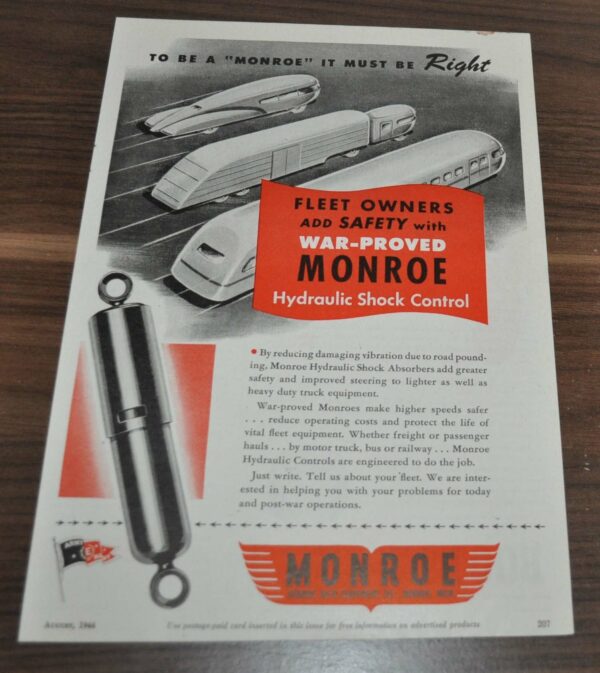 TO BE A "MONROE" IT MUST BE Right
FLEET OWNERS
ADD SAFETY with
WAR-PROVED
MONROE
Hydraulic Shock Control
• By reducing damaging vibration due to road pound-
ing, Monroe Hydraulic Shock Absorbers add greater
safety and improved steering to lighter as well as
heavy duty truck equipment.
War-proved Monroes make higher speeds safer
. . . reduce operating costs and protect the life of
vital fleet equipment. Whether freight or passenger
hauls . . . by motor truck, bus or railway . . . Monroe
Hydraulic Controls are engineered to do the job.
Just write. Tell us about your fleet. We are inter-
ested in helping you with your problems for today
and post-war operations.
ARMY
E
MONROE
August,
Use postage-paid card inserted in this issue for free information on advertised products
207